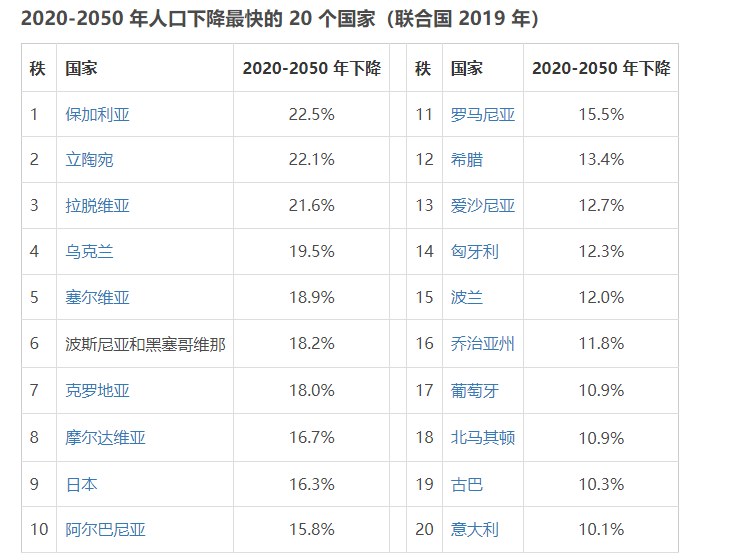 2020-2050 年人口下降最快的 20 个国家（联合国 2019 年）
秩 国家 2020-2050 年下降 秩 国家 2020-2050 年下降
1 保加利亚 22.5% 11 罗马尼亚 15.5%
2 立陶宛 22.1% 12 希腊 13.4%
3 拉脱维亚 21.6% 13 爱沙尼亚 12.7%
4 乌克兰 19.5% 14 匈牙利 12.3%
5 塞尔维亚 18.9% 15 波兰 12.0%
6 波斯尼亚和黑塞哥维那 18.2% 16 乔治亚州 11.8%
7 克罗地亚 18.0% 17 葡萄牙 10.9%
8 摩尔达维亚 16.7% 18 北马其顿 10.9%
9 日本 16.3% 19 古巴 10.3%
10 阿尔巴尼亚 15.8% 20 意大利 10.1%